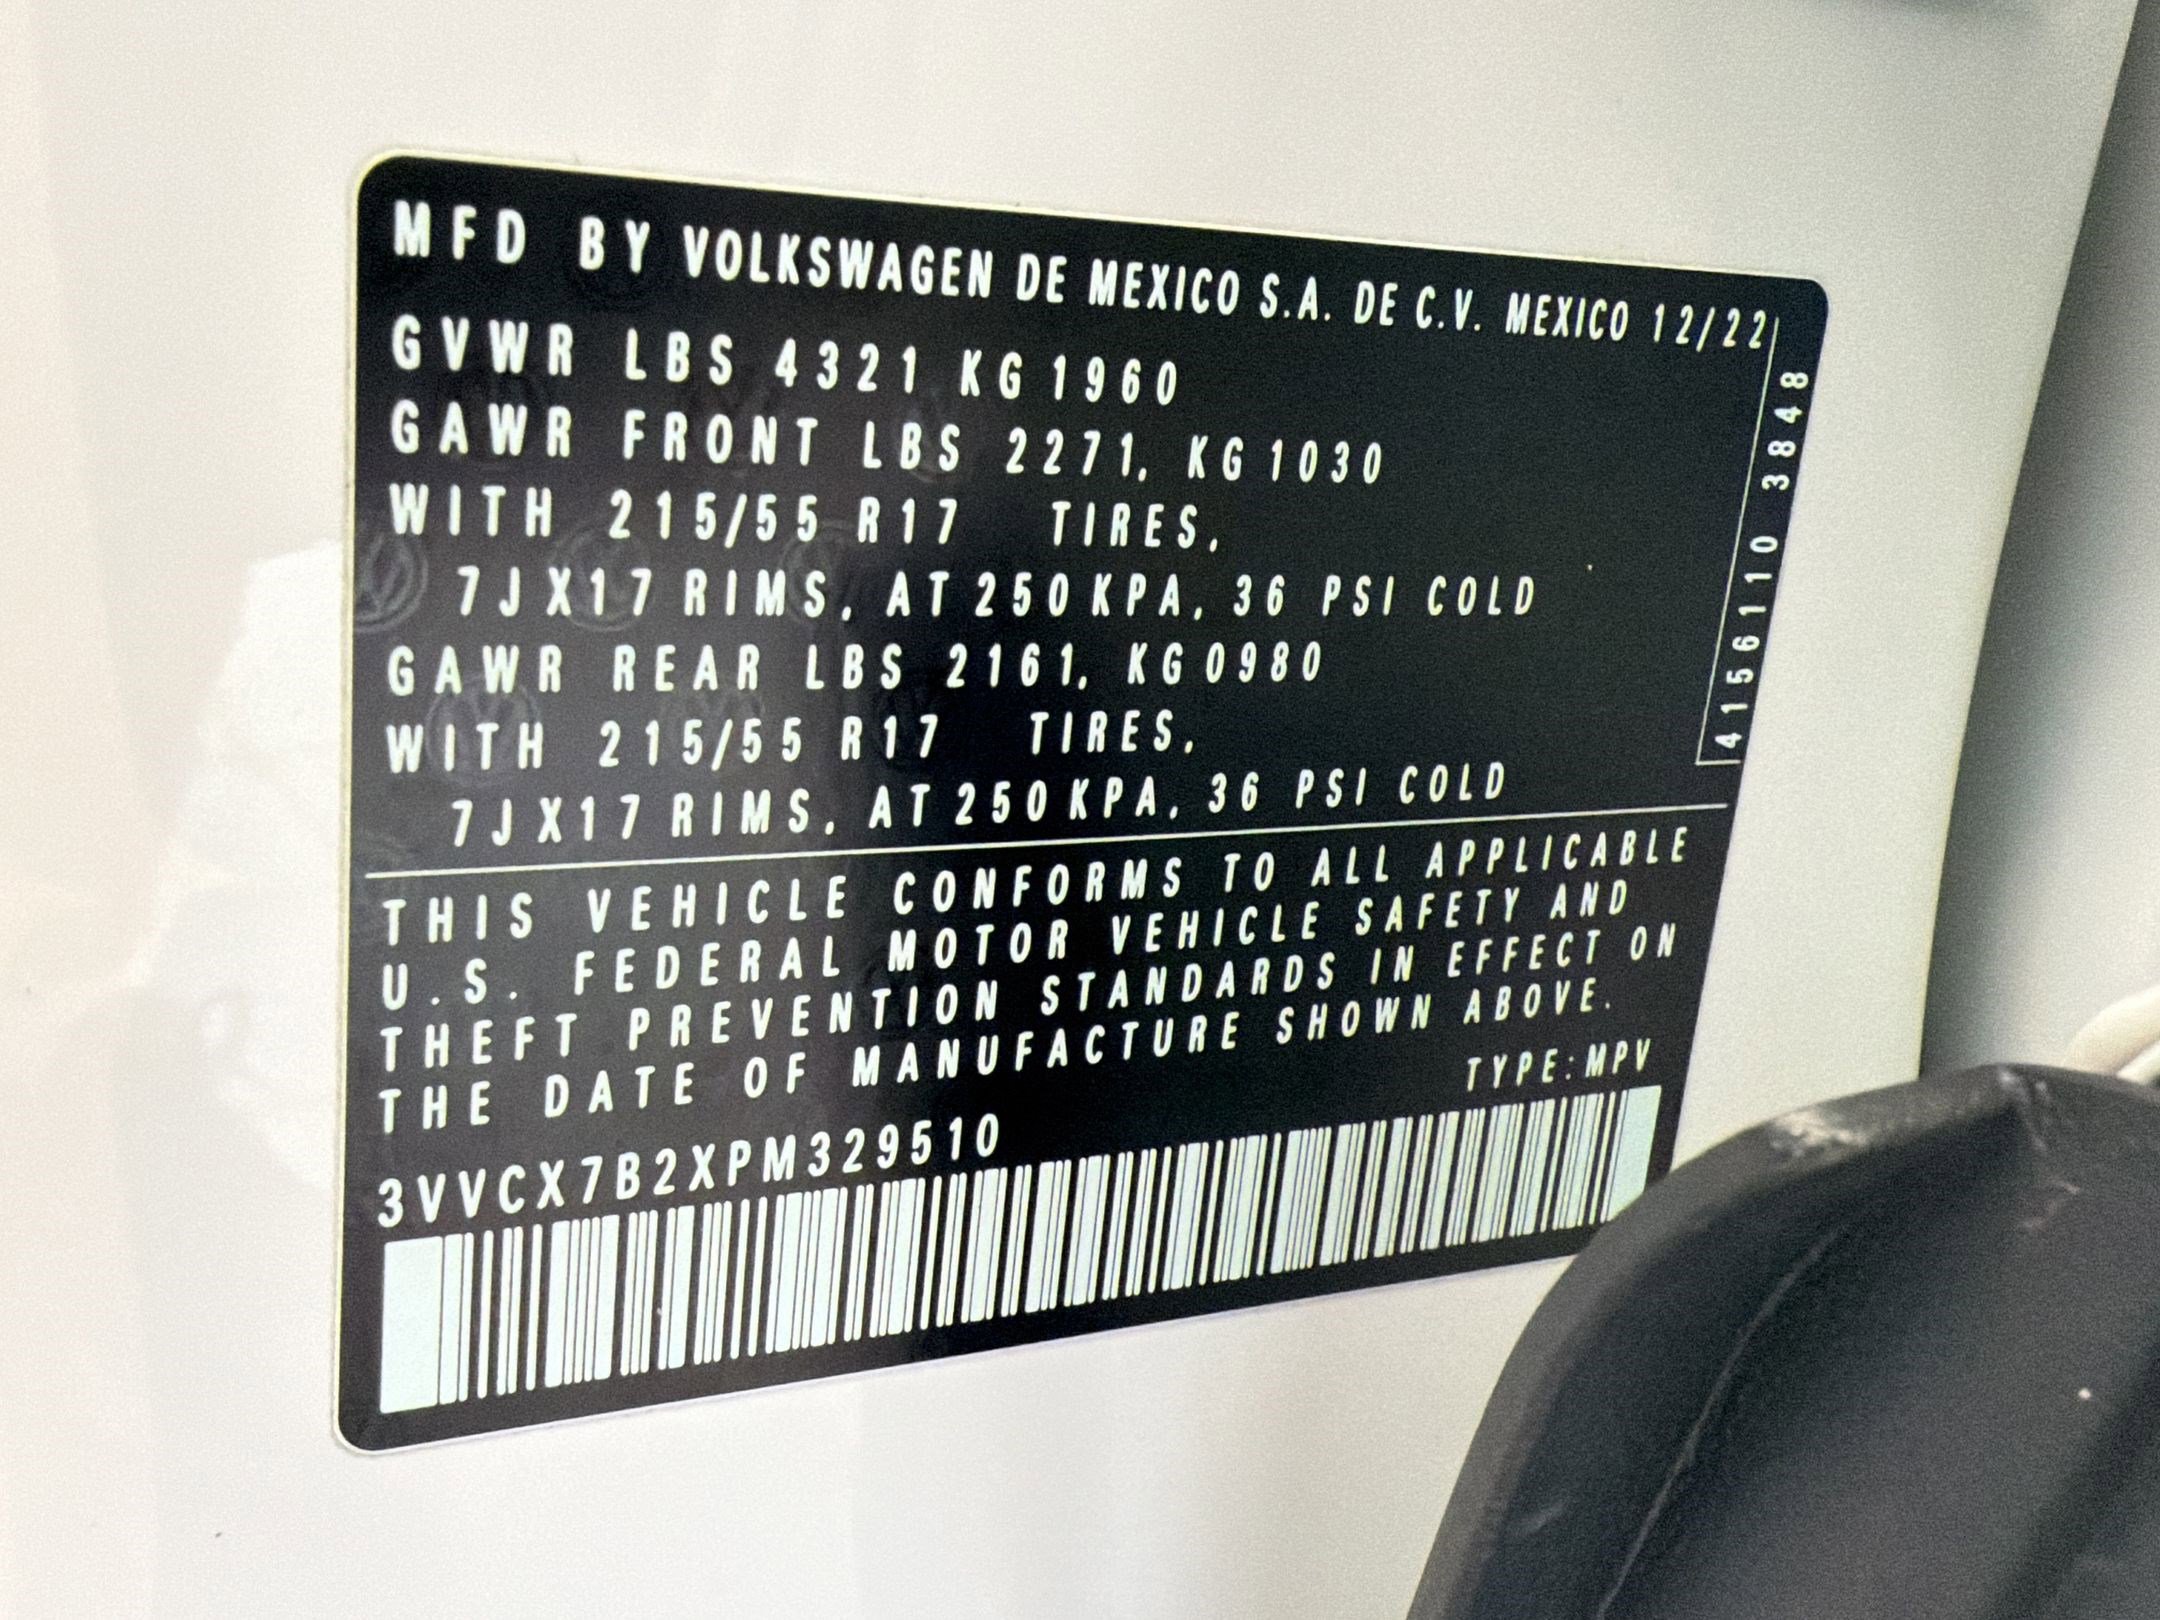 MFD BY VOLKSWAGEN DE MEXICO S.A. DE C.V. MEXICO 12/22
GVWR LBS 4321 KG 1960
GAWR FRONT LBS 2271, KG 1030
WITH 215/55 R17 TIRES,
7JX17 RIMS, AT 250 KPA, 36 PSI COLD
GAWR REAR LBS 2161, KG 0980
WITH 215/55 R17 TIRES,
7JX17 RIMS, AT 250 KPA, 36 PSI COLD
4156110 3848
THIS VEHICLE CONFORMS TO ALL APPLICABLE
U.S. FEDERAL MOTOR VEHICLE SAFETY AND
THEFT PREVENTION STANDARDS IN EFFECT ON
THE DATE OF MANUFACTURE SHOWN ABOVE.
TYPE:MPV
3VVCX7B2XPM329510